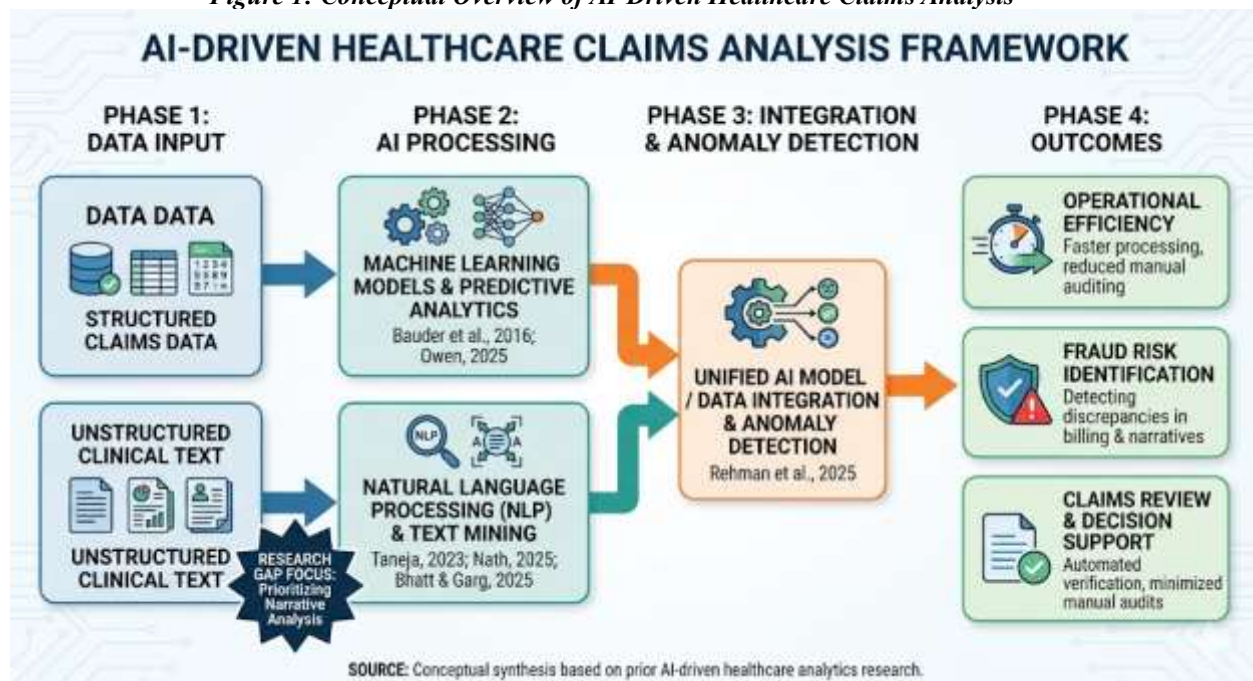 Figure 1: Conceptual Overview of AI-Driven Healthcare Claims Analysis
AI-DRIVEN HEALTHCARE CLAIMS ANALYSIS FRAMEWORK
PHASE 1:
DATA INPUT
DATA DATA
STRUCTURED
CLAIMS DATA
UNSTRUCTURED
CLINICAL TEXT
UNSTRUCTURED
CLINICAL TEXT
RESEARCH
GAP FOCUS:
Prioritizing
Narrative
Analysis
PHASE 2:
AI PROCESSING
MACHINE LEARNING
MODELS & PREDICTIVE
ANALYTICS
Bauder et al., 2016;
Owen, 2025
NLP
A
A
NATURAL LANGUAGE
PROCESSING (NLP)
& TEXT MINING
Taneja, 2023; Nath, 2025;
Bhatt & Garg, 2025
PHASE 3: INTEGRATION
& ANOMALY DETECTION
UNIFIED AI MODEL
/ DATA INTEGRATION
& ANOMALY
DETECTION
Rehman et al., 2025
PHASE 4:
OUTCOMES
OPERATIONAL
EFFICIENCY
Faster processing,
reduced manual
auditing
FRAUD RISK
IDENTIFICATION
Detecting
discrepancies in
billing & narratives
CLAIMS REVIEW
& DECISION
SUPPORT
Automated
verification, minimized
manual audits
SOURCE: Conceptual synthesis based on prior AI-driven healthcare analytics research.